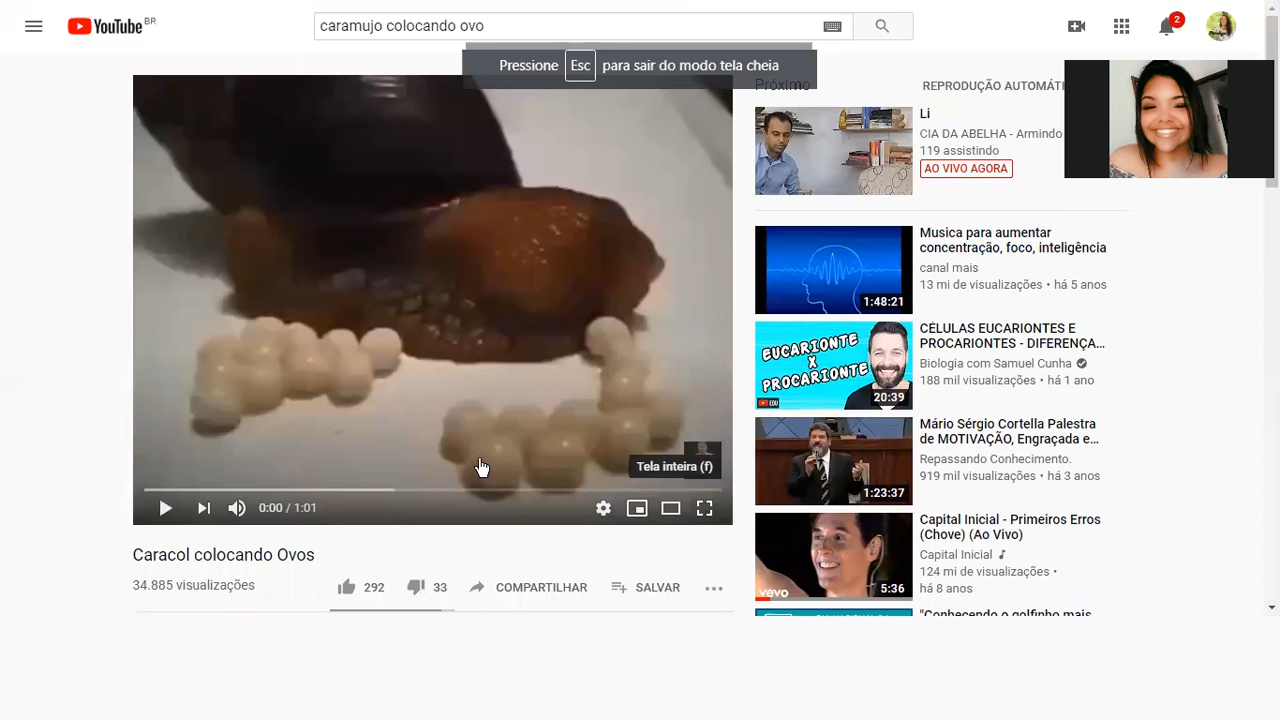 YouTube BR
caramujo colocando ovo
2
Pressione Esc para sair do modo tela cheia
Próximo
REPRODUÇÃO AUTOMÁTI
Li
CIA DA ABELHA - Armindo
119 assistindo
AO VIVO AGORA
Musica para aumentar
concentração, foco, inteligência
canal mais
13 mi de visualizações • há 5 anos
1:48:21
EUCARIONTE
X
PROCARIONTE
EDU
20:39
CÉLULAS EUCARIONTES E
PROCARIONTES - DIFERENÇA...
Biologia com Samuel Cunha
188 mil visualizações • há 1 ano
Mário Sérgio Cortella Palestra
de MOTIVAÇÃO, Engraçada e...
Repassando Conhecimento.
919 mil visualizações • há 3 anos
1:23:37
Capital Inicial - Primeiros Erros
(Chove) (Ao Vivo)
Capital Inicial
124 mi de visualizações •
há 8 anos
vevo
5:36
"Conhecendo o golfinho mais
Tela inteira (f)
0:00 / 1:01
Caracol colocando Ovos
34.885 visualizações
292
33
COMPARTILHAR
SALVAR